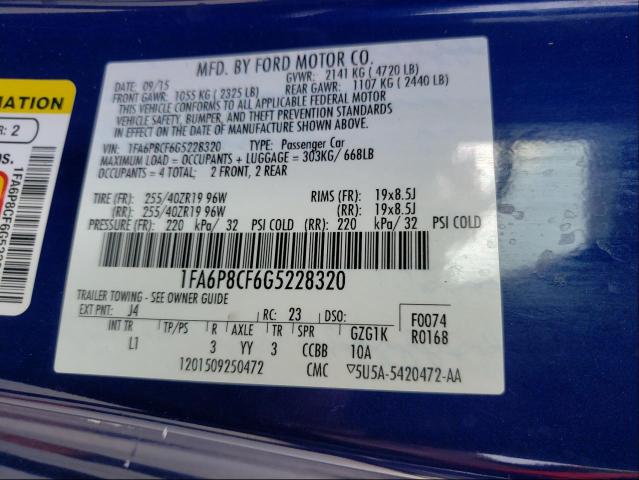 MFD. BY FORD MOTOR CO.
DATE: 09/15 GVWR: 2141 KG ( 4720 LB)
FRONT GAWR: 1055 KG ( 2325 LB) REAR GAWR: 1107 KG ( 2440 LB)
THIS VEHICLE CONFORMS TO ALL APPLICABLE FEDERAL MOTOR
VEHICLE SAFETY, BUMPER, AND THEFT PREVENTION STANDARDS
IN EFFECT ON THE DATE OF MANUFACTURE SHOWN ABOVE.
VIN: 1FA6P8CF6G5228320 TYPE: Passenger Car
MAXIMUM LOAD = OCCUPANTS + LUGGAGE = 303KG/ 668LB
OCCUPANTS = 4 TOTAL: 2 FRONT, 2 REAR
TIRE (FR): 255/40ZR19 96W RIMS (FR): 19x8.5J
(RR): 255/40ZR19 96W (RR): 19x8.5J
PRESSURE (FR): 220 kPa/ 32 PSI COLD (RR): 220 kPa/ 32 PSI COLD
1FA6P8CF6G5228320
TRAILER TOWING - SEE OWNER GUIDE
EXT PNT: J4 RC: 23 DSO: F0074
INT TR TP/PS R AXLE TR SPR GZG1K R0168
L1 3 YY 3 CCBB 10A
1201509250472 CMC ▽5U5A-5420472-AA
MATION
R: 2
OS.